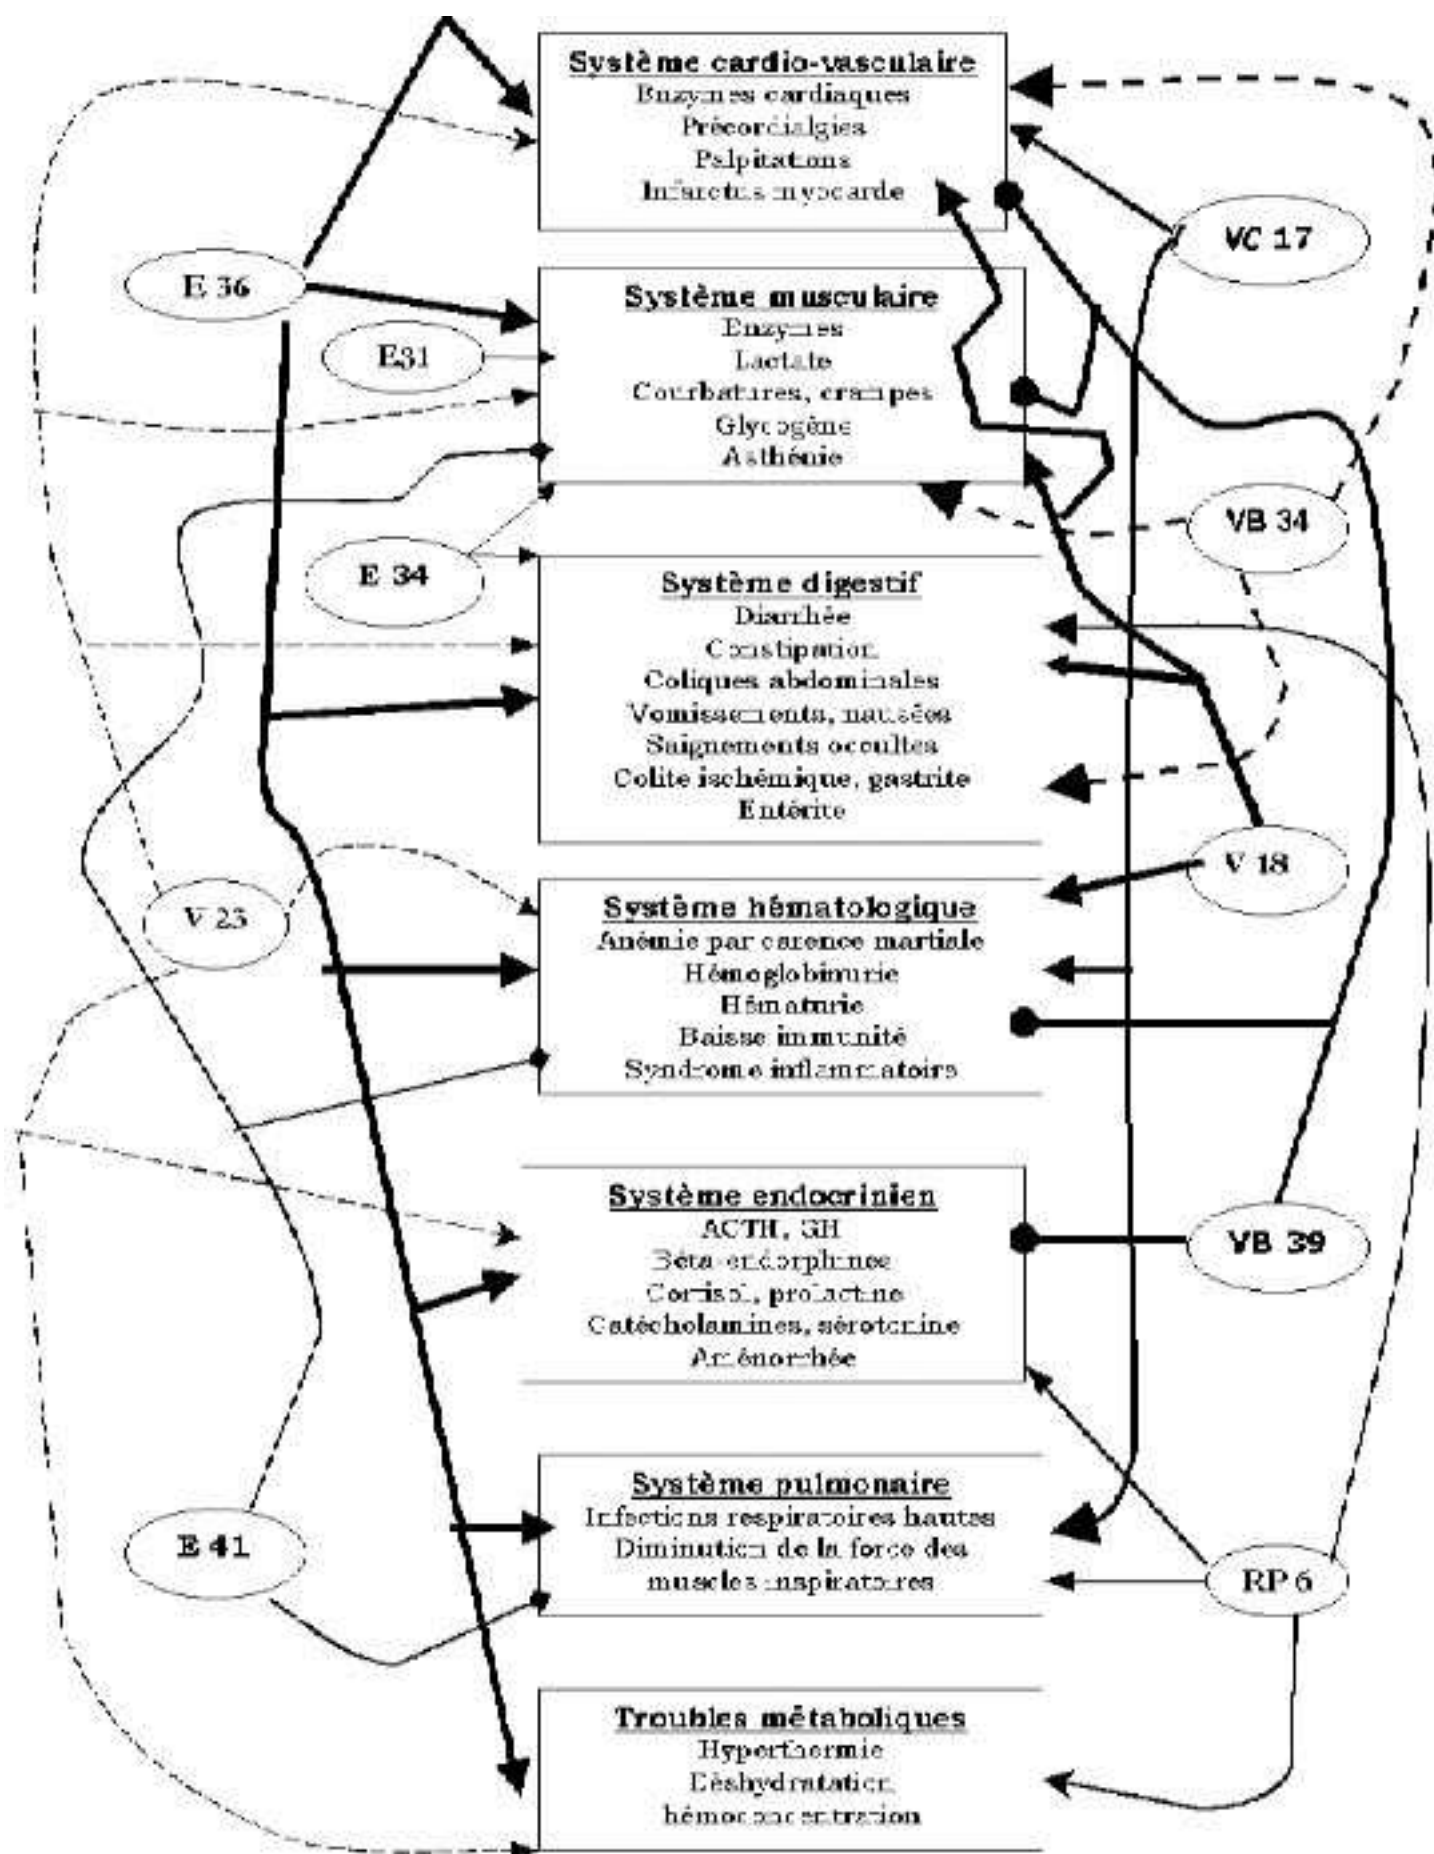 Système cardio-vasculaire
Enzymes cardiaques
Précordialgies
Palpitations
Infarctus myocarde
VC 17
E 36
Système musculaire
Enzymes
E31
Lactate
Courbatures, crampes
Glycogène
Asthénie
VB 34
E 34
Système digestif
Diarrhée
Constipation
Coliques abdominales
Vomissements, nausées
Saignements occultes
Colite ischémique, gastrite
Entérite
V 18
V 23
Système hématologique
Anémie par carence martiale
Hémoglobinurie
Hématurie
Baisse immunité
Syndrome inflammatoire
Système endocrinien
ACTH, GH
Béta-endorphines
Cortisol, prolactine
Catécholamines, sérotonine
Aménorrhée
VB 39
Système pulmonaire
Infections respiratoires hautes
Diminution de la force des
muscles inspiratoires
E 41
RP 6
Troubles métaboliques
Hyperthermie
Déshydratation
hémoconcentration